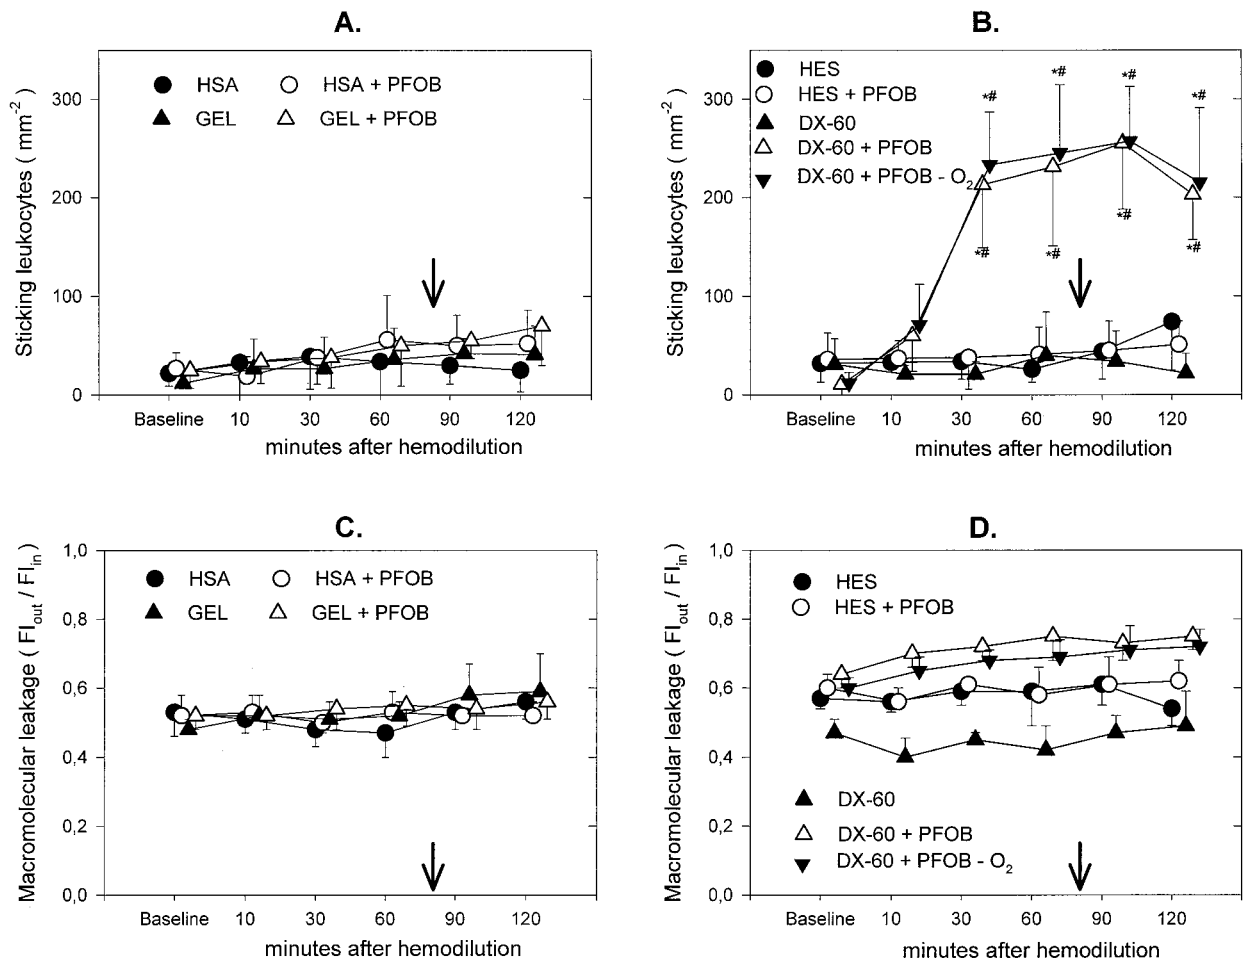 A.
Sticking leukocytes ( mm-2 )
300
200
100
0
HSA
HSA + PFOB
GEL
GEL + PFOB
Baseline 10 30 60 90 120
minutes after hemodilution
B.
Sticking leukocytes ( mm-2 )
300
200
100
0
HES
HES + PFOB
DX-60
DX-60 + PFOB
DX-60 + PFOB - O2
*# *# *# *#
*# *# *# *#
Baseline 10 30 60 90 120
minutes after hemodilution
C.
Macromolecular leakage ( FIout / FIin )
1,0
0,8
0,6
0,4
0,2
0,0
HSA
HSA + PFOB
GEL
GEL + PFOB
Baseline 10 30 60 90 120
minutes after hemodilution
D.
Macromolecular leakage ( FIout / FIin )
1,0
0,8
0,6
0,4
0,2
0,0
HES
HES + PFOB
DX-60
DX-60 + PFOB
DX-60 + PFOB - O2
Baseline 10 30 60 90 120
minutes after hemodilution